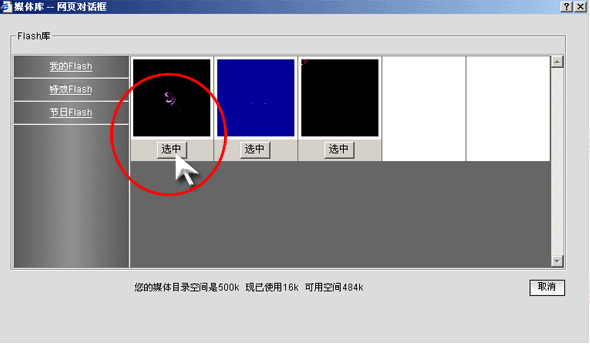 媒体库 -- 网页对话框
Flash库
我的Flash
特效Flash
节日Flash
选中 选中 选中
您的媒体目录空间是500k 现已使用16k 可用空间484k
取消